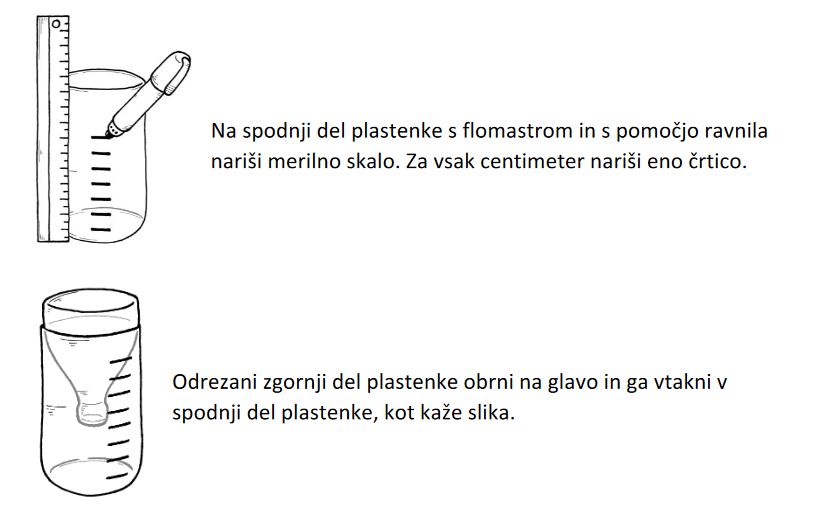 Na spodnji del plastenke s flomastrom in s pomočjo ravnila
nariši merilno skalo. Za vsak centimeter nariši eno črtico.
Odrezani zgornji del plastenke obrni na glavo in ga vtakni v
spodnji del plastenke, kot kaže slika.